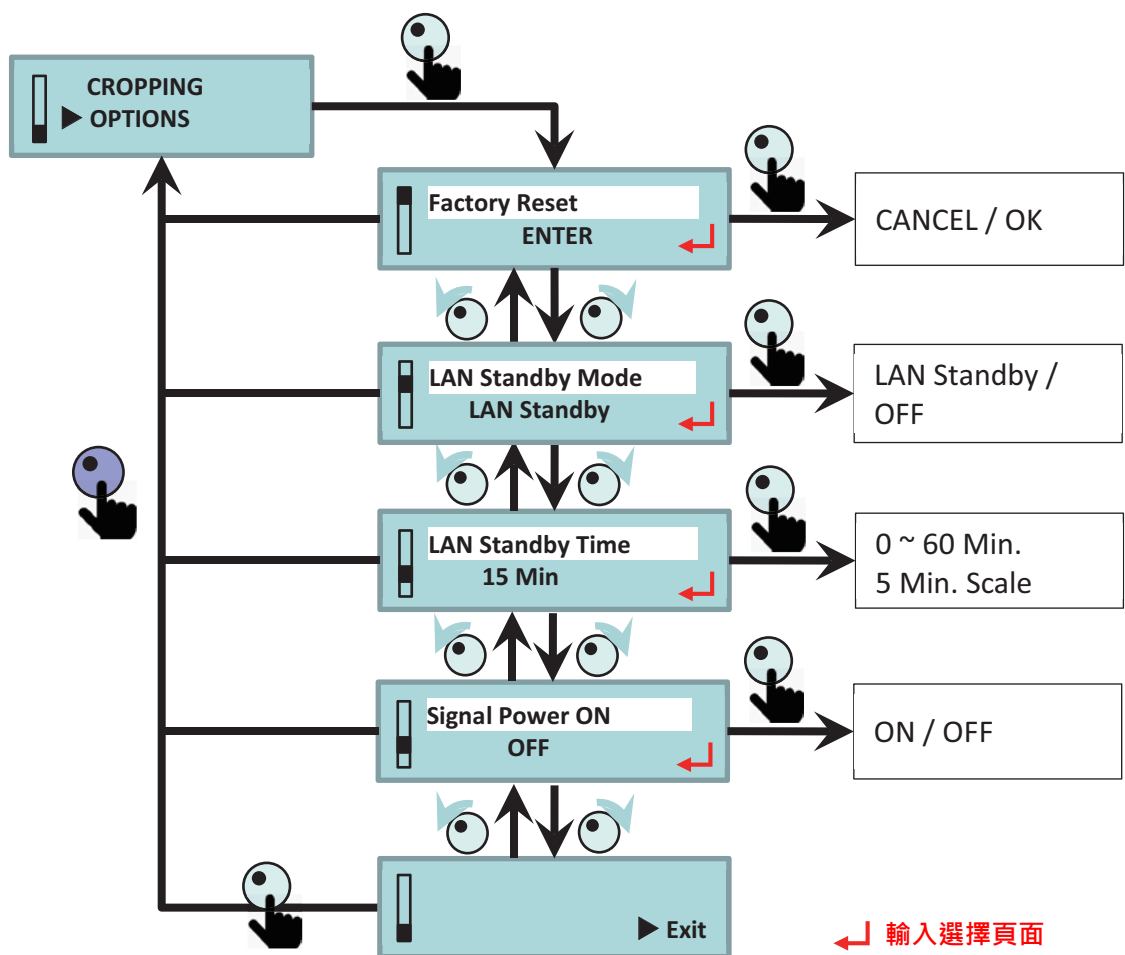 CROPPING
▶ OPTIONS
Factory Reset
ENTER
CANCEL / OK
LAN Standby Mode
LAN Standby
LAN Standby /
OFF
LAN Standby Time
15 Min
0 ~ 60 Min.
5 Min. Scale
Signal Power ON
OFF
ON / OFF
▶ Exit
輸入選擇頁面